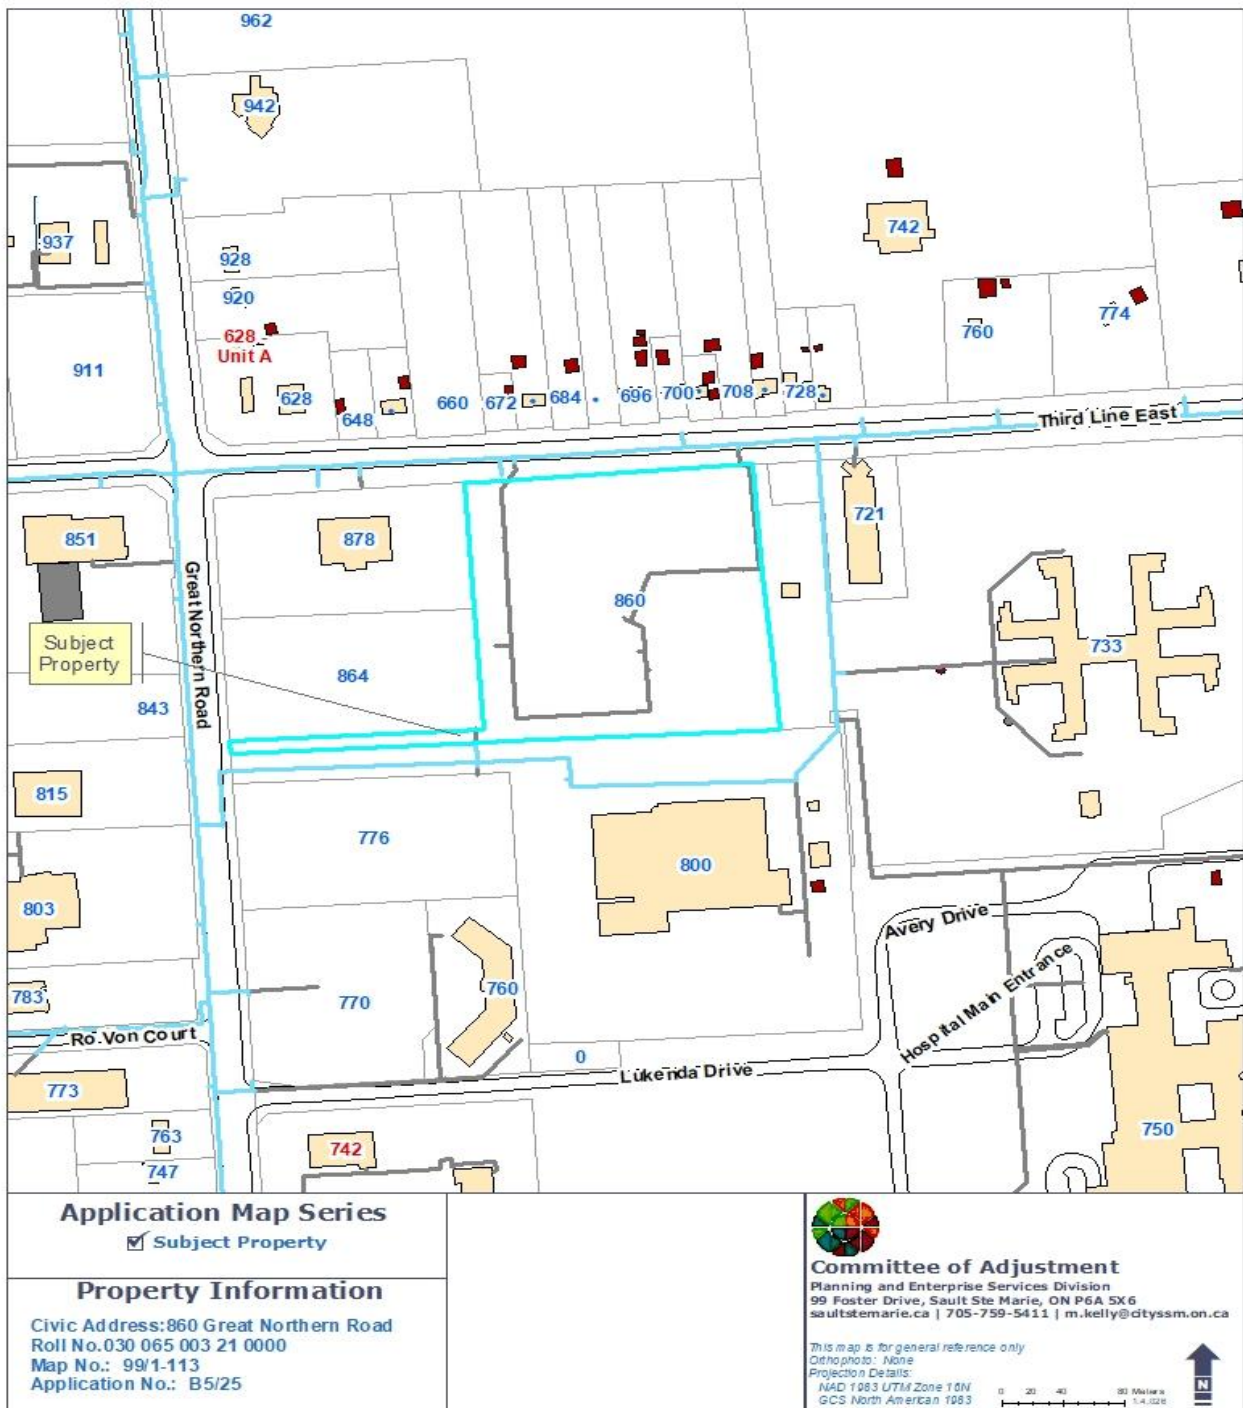 962
942
742
937
928
920
628
Unit A
760
774
911
628
648
660
672
684
696
700
708
728
Third Line East
851
878
721
Great Northern Road
860
733
Subject
Property
864
843
815
776
800
803
Avery Drive
Hospital Main Entrance
783
770
760
Ro Von Court
0
Lukenda Drive
773
763
742
750
747
Application Map Series
Subject Property
Property Information
Civic Address:860 Great Northern Road
Roll No.030 065 003 21 0000
Map No.: 99/1-113
Application No.: B5/25
Committee of Adjustment
Planning and Enterprise Services Division
99 Foster Drive, Sault Ste Marie, ON P6A 5X6
saultstemarie.ca | 705-759-5411 | m.kelly@cityssm.on.ca
This map is for general reference only
Orthophoto: None
Projection Details:
NAD 1983 UTM Zone 16N
GCS North American 1983
0 20 40 80 Meters
N